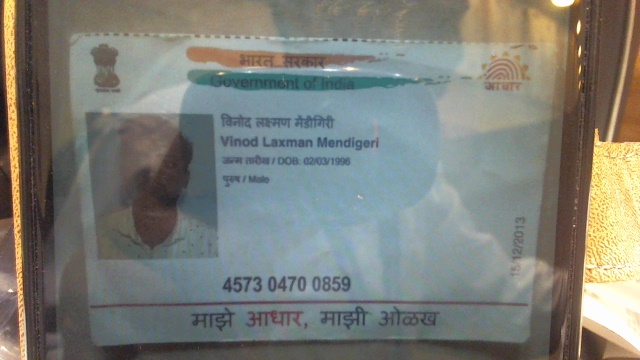 भारत सरकार
Government of India
आधार
विनोद लक्ष्मण मेंडीगिरी
Vinod Laxman Mendigeri
जन्म तारीख / DOB: 02/03/1996
पुरुष / Male
15/12/2013
4573 0470 0859
माझे आधार, माझी ओळख